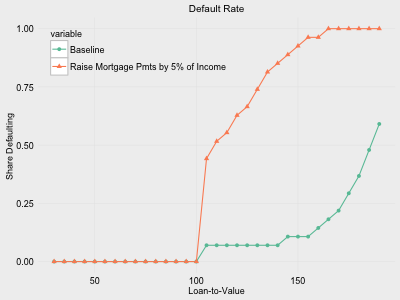 Default Rate
variable
Baseline
Raise Mortgage Pmts by 5% of Income
Share Defaulting
1.00
0.75
0.50
0.25
0.00
50
100
150
Loan-to-Value